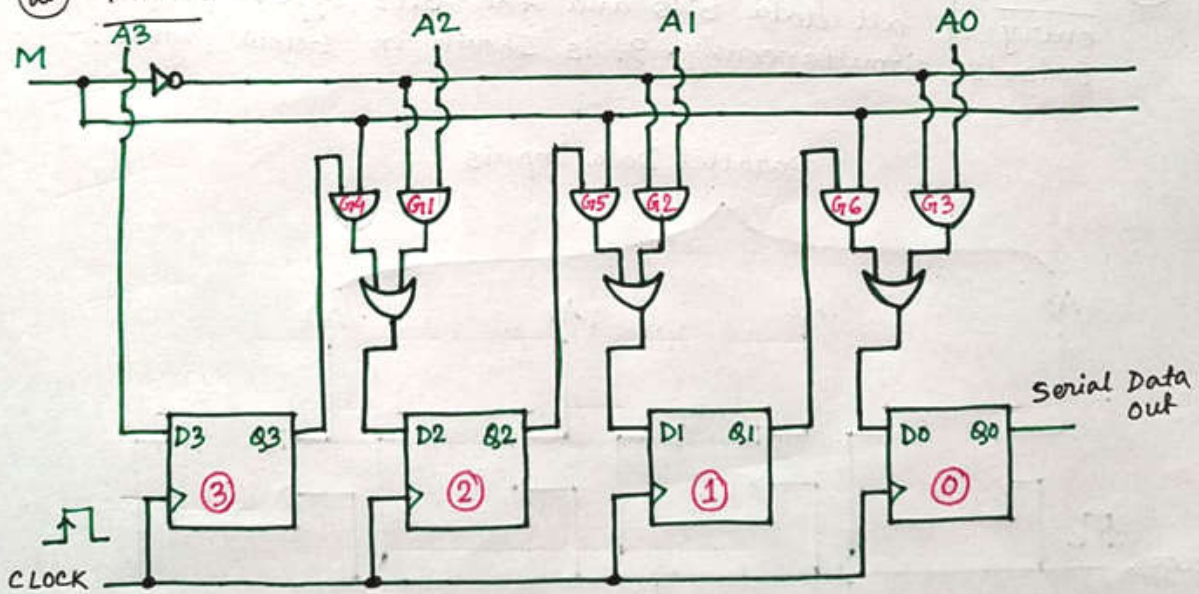 A3 A2 A1 A0
M
G4 G1 G5 G2 G6 G3
Serial Data
out
D3 Q3 D2 Q2 D1 Q1 D0 Q0
3 2 1 0
CLOCK